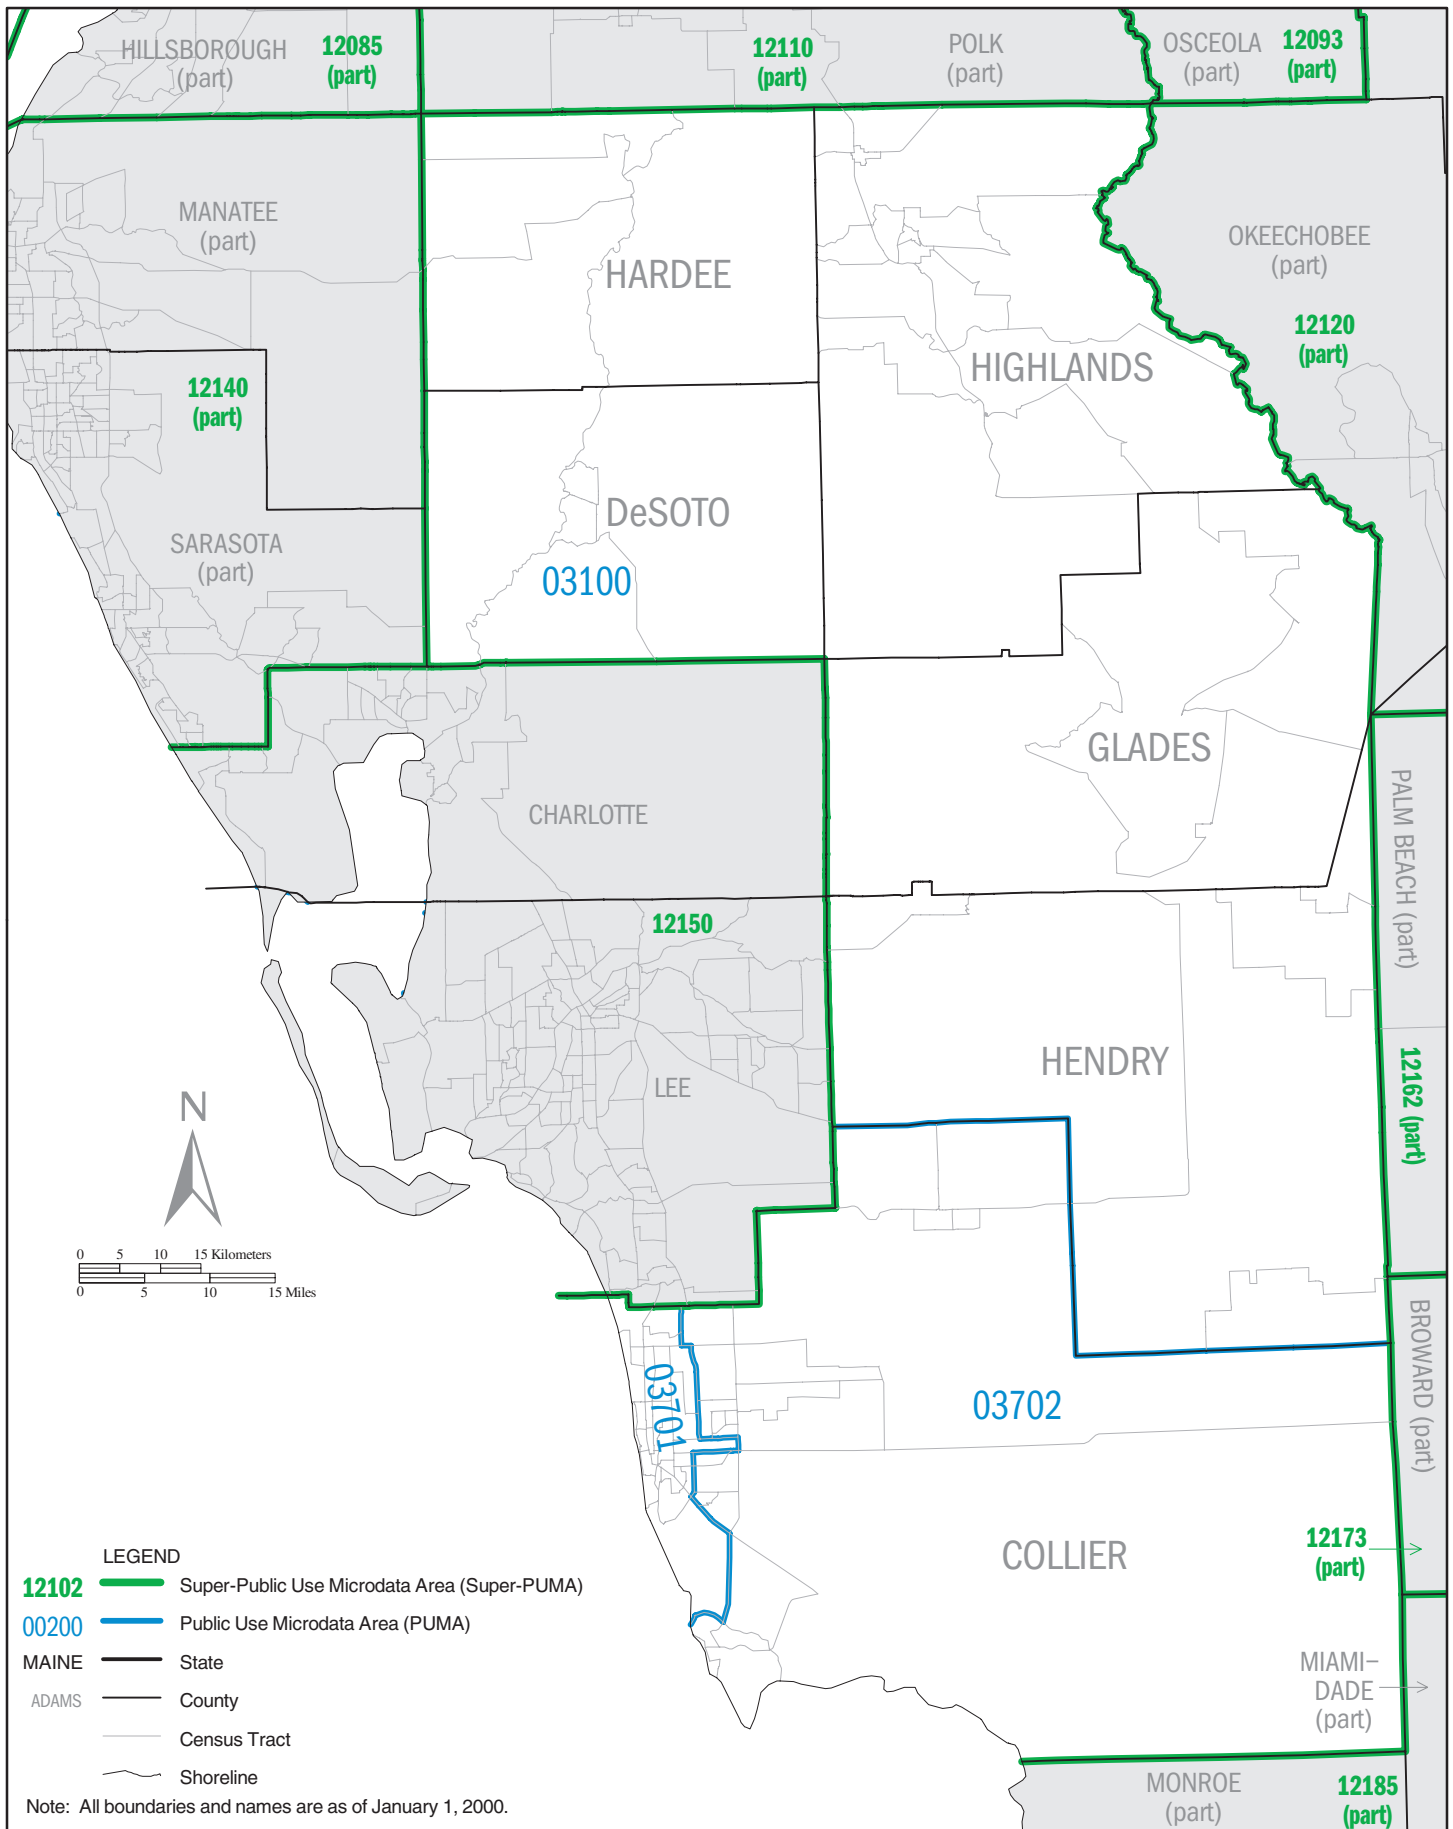 HILLSBOROUGH
(part)
12085
(part)
12110
(part)
POLK
(part)
OSCEOLA
(part)
12093
(part)
MANATEE
(part)
HARDEE
OKEECHOBEE
(part)
12120
(part)
HIGHLANDS
12140
(part)
DeSOTO
SARASOTA
(part)
03100
GLADES
CHARLOTTE
PALM BEACH (part)
12150
HENDRY
LEE
12162 (part)
N
0 5 10 15 Kilometers
0 5 10 15 Miles
03701
03702
BROWARD (part)
COLLIER
12173
(part)
MIAMI–
DADE
(part)
MONROE
(part)
12185
(part)
LEGEND
12102 Super-Public Use Microdata Area (Super-PUMA)
00200 Public Use Microdata Area (PUMA)
MAINE State
ADAMS County
Census Tract
Shoreline
Note: All boundaries and names are as of January 1, 2000.